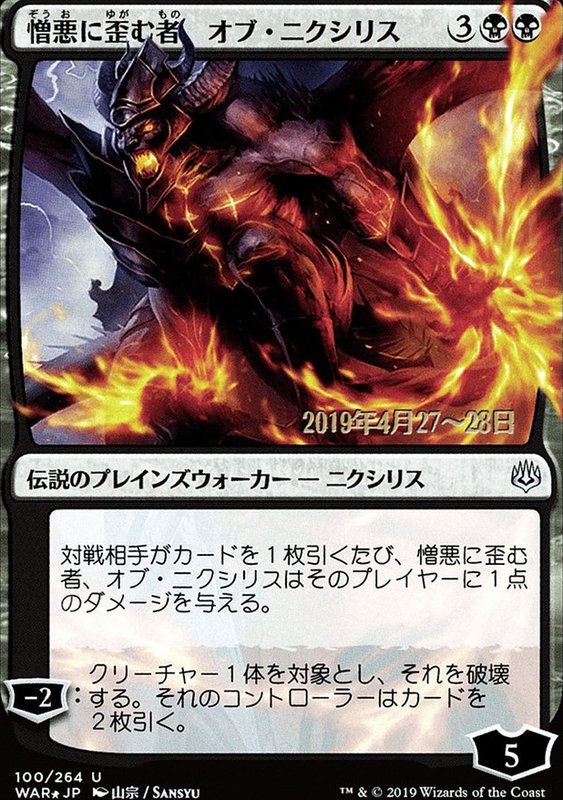 憎悪に歪む者　オブ・ニクシリス 3
2019年4月27～28日
伝説のプレインズウォーカー — ニクシリス
対戦相手がカードを１枚引くたび、憎悪に歪む
者、オブ・ニクシリスはそのプレイヤーに１点
のダメージを与える。
-2 : クリーチャー１体を対象とし、それを破壊
する。それのコントローラーはカードを
２枚引く。
5
100/264 U
WAR★JP 山宗/SANSYU
™ & © 2019 Wizards of the Coast